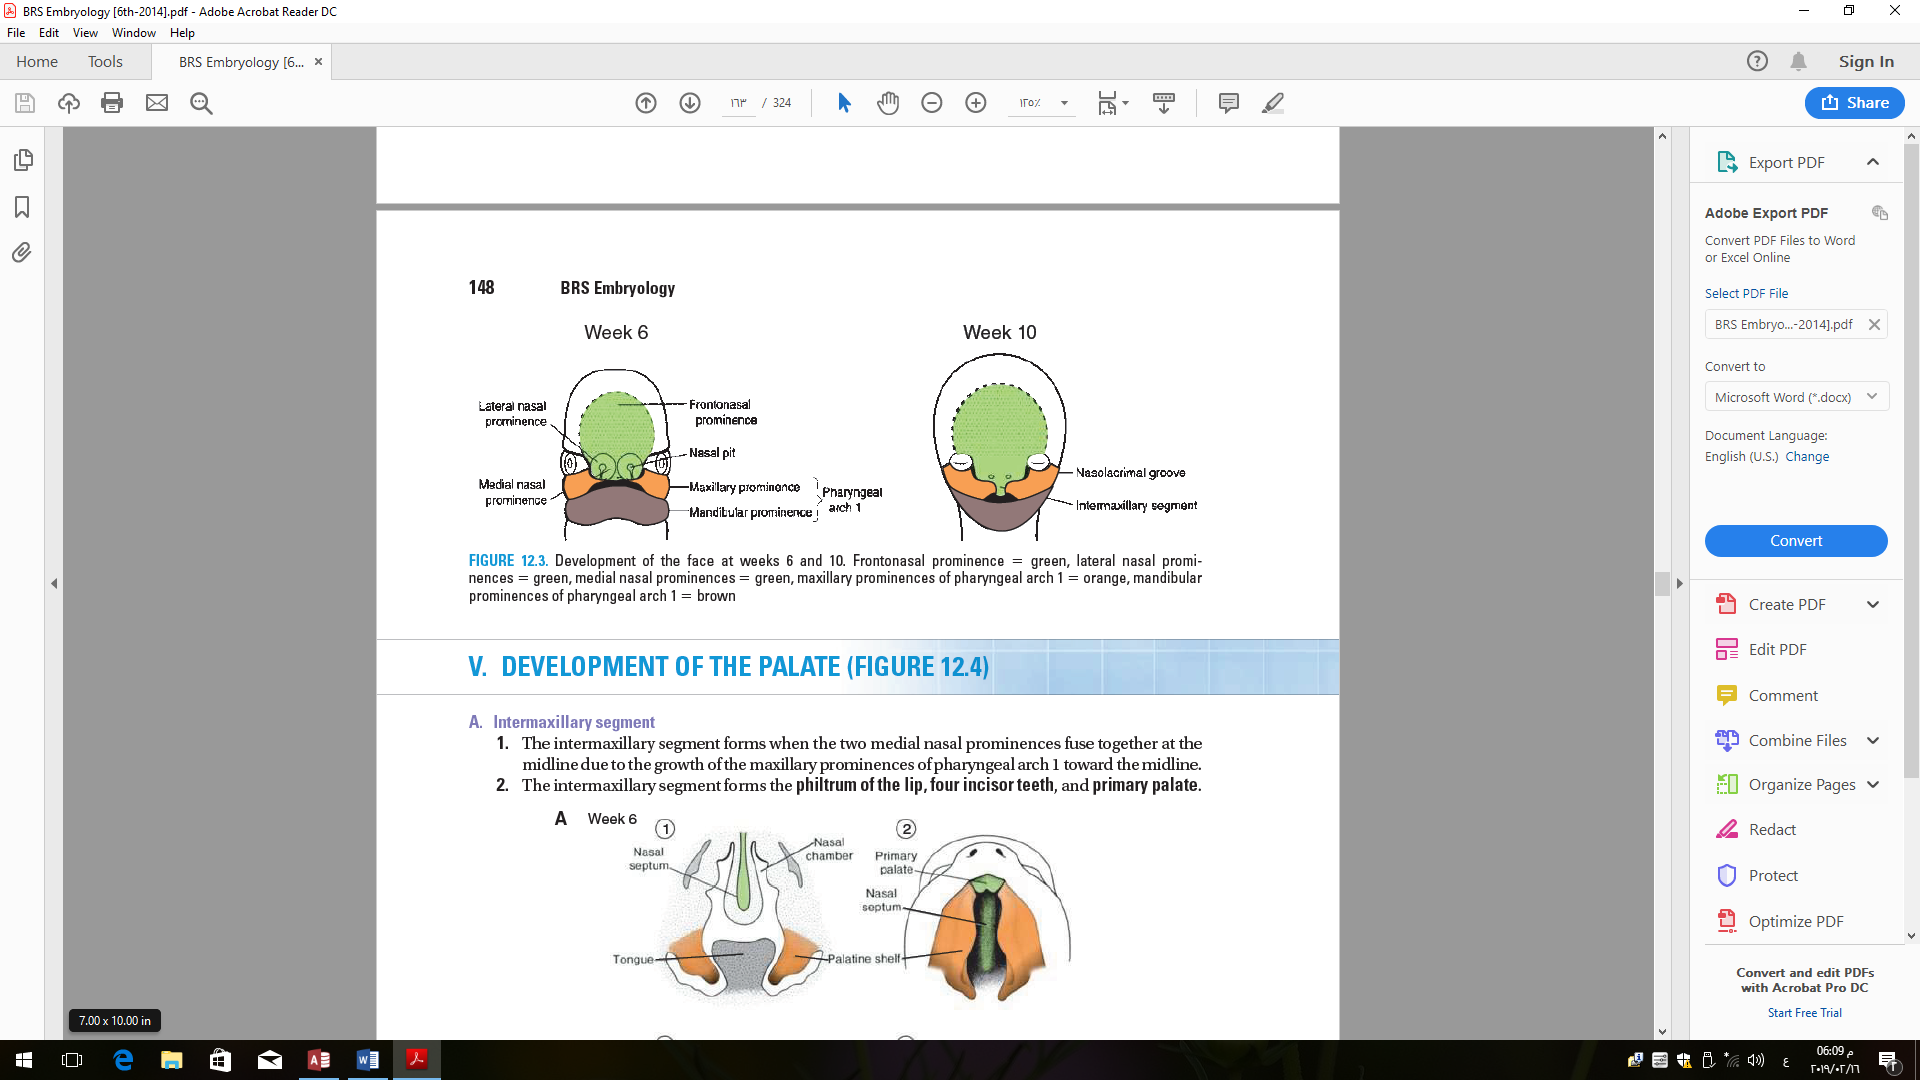 BRS Embryology [6th-2014].pdf - Adobe Acrobat Reader DC
File Edit View Window Help
Home Tools BRS Embryology [6... ×
Sign In
١٦٣ / 324
١٢٥٪
Share
148 BRS Embryology
Week 6
Week 10
Lateral nasal
prominence
Frontonasal
prominence
Nasal pit
Medial nasal
prominence
Maxillary prominence
Mandibular prominence
Pharyngeal
arch 1
Nasolacrimal groove
Intermaxillary segment
FIGURE 12.3. Development of the face at weeks 6 and 10. Frontonasal prominence = green, lateral nasal promi-
nences = green, medial nasal prominences = green, maxillary prominences of pharyngeal arch 1 = orange, mandibular
prominences of pharyngeal arch 1 = brown
V. DEVELOPMENT OF THE PALATE (FIGURE 12.4)
A. Intermaxillary segment
1. The intermaxillary segment forms when the two medial nasal prominences fuse together at the
midline due to the growth of the maxillary prominences of pharyngeal arch 1 toward the midline.
2. The intermaxillary segment forms the philtrum of the lip, four incisor teeth, and primary palate.
A Week 6
1
2
Nasal
septum
Nasal
chamber
Primary
palate
Nasal
septum
Tongue
Palatine shelf
7.00 x 10.00 in
Export PDF
Adobe Export PDF
Convert PDF Files to Word
or Excel Online
Select PDF File
BRS Embryo...-2014].pdf
Convert to
Microsoft Word (*.docx)
Document Language:
English (U.S.) Change
Convert
Create PDF
Edit PDF
Comment
Combine Files
Organize Pages
Redact
Protect
Optimize PDF
Convert and edit PDFs
with Acrobat Pro DC
Start Free Trial
ع
06:09 م
٢٠١٩/٠٢/١٦